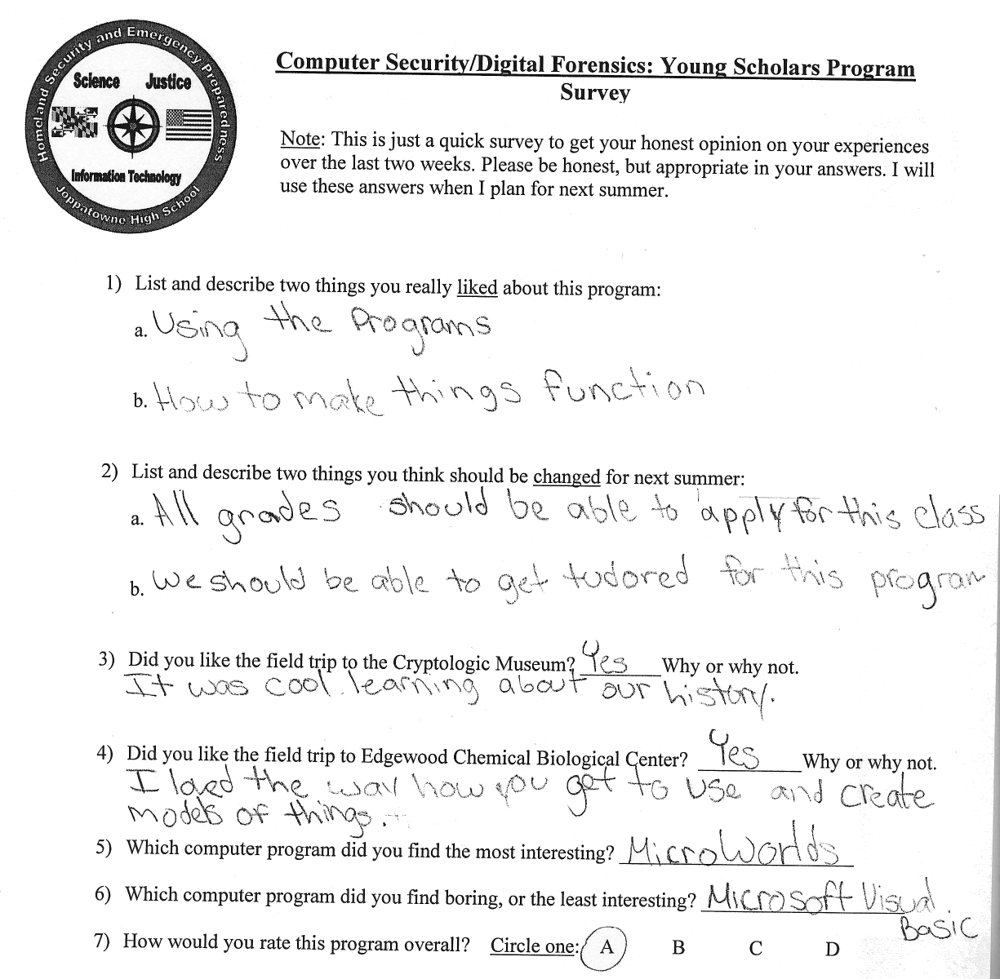 Homeland Security and Emergency Preparedness
Science Justice
Information Technology
Joppatowne High School
Computer Security/Digital Forensics: Young Scholars Program
Survey
Note: This is just a quick survey to get your honest opinion on your experiences
over the last two weeks. Please be honest, but appropriate in your answers. I will
use these answers when I plan for next summer.
1) List and describe two things you really liked about this program:
a. Using the Programs
b. How to make things function
2) List and describe two things you think should be changed for next summer:
a. All grades should be able to apply for this class
b. We should be able to get tudored for this program
3) Did you like the field trip to the Cryptologic Museum? Yes Why or why not.
It was cool learning about our history.
4) Did you like the field trip to Edgewood Chemical Biological Center? Yes Why or why not.
I loved the way how you get to use and create
models of things.
5) Which computer program did you find the most interesting? MicroWorlds
6) Which computer program did you find boring, or the least interesting? Microsoft Visual
Basic
7) How would you rate this program overall? Circle one: A B C D